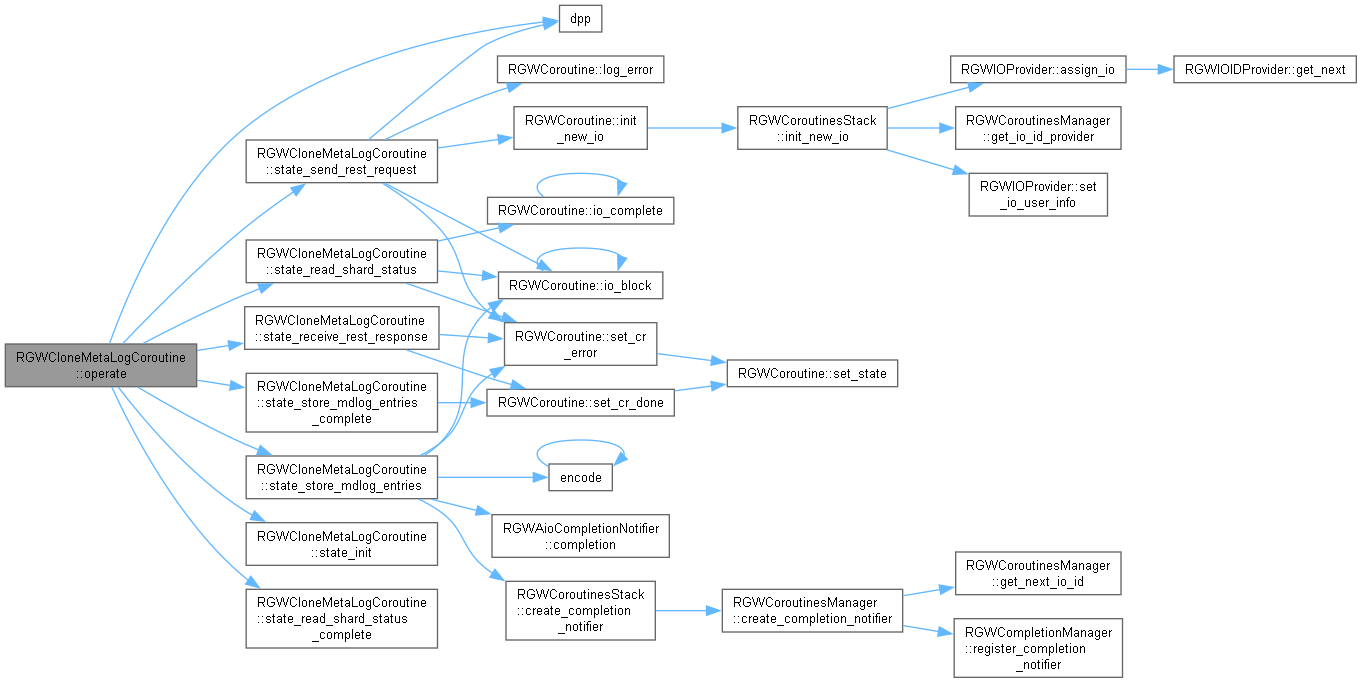 dpp
RGWCoroutine::log_error
RGWIOProvider::assign_io
RGWIOIDProvider::get_next
RGWCoroutine::init
_new_io
RGWCoroutinesStack
::init_new_io
RGWCoroutinesManager
::get_io_id_provider
RGWCloneMetaLogCoroutine
::state_send_rest_request
RGWIOProvider::set
_io_user_info
RGWCoroutine::io_complete
RGWCloneMetaLogCoroutine
::state_read_shard_status
RGWCoroutine::io_block
RGWCloneMetaLogCoroutine
::state_receive_rest_response
RGWCoroutine::set_cr
_error
RGWCloneMetaLogCoroutine
::operate
RGWCoroutine::set_state
RGWCloneMetaLogCoroutine
::state_store_mdlog_entries
_complete
RGWCoroutine::set_cr_done
RGWCloneMetaLogCoroutine
::state_store_mdlog_entries
encode
RGWCloneMetaLogCoroutine
::state_init
RGWAioCompletionNotifier
::completion
RGWCoroutinesManager
::get_next_io_id
RGWCloneMetaLogCoroutine
::state_read_shard_status
_complete
RGWCoroutinesStack
::create_completion
_notifier
RGWCoroutinesManager
::create_completion_notifier
RGWCompletionManager
::register_completion
_notifier